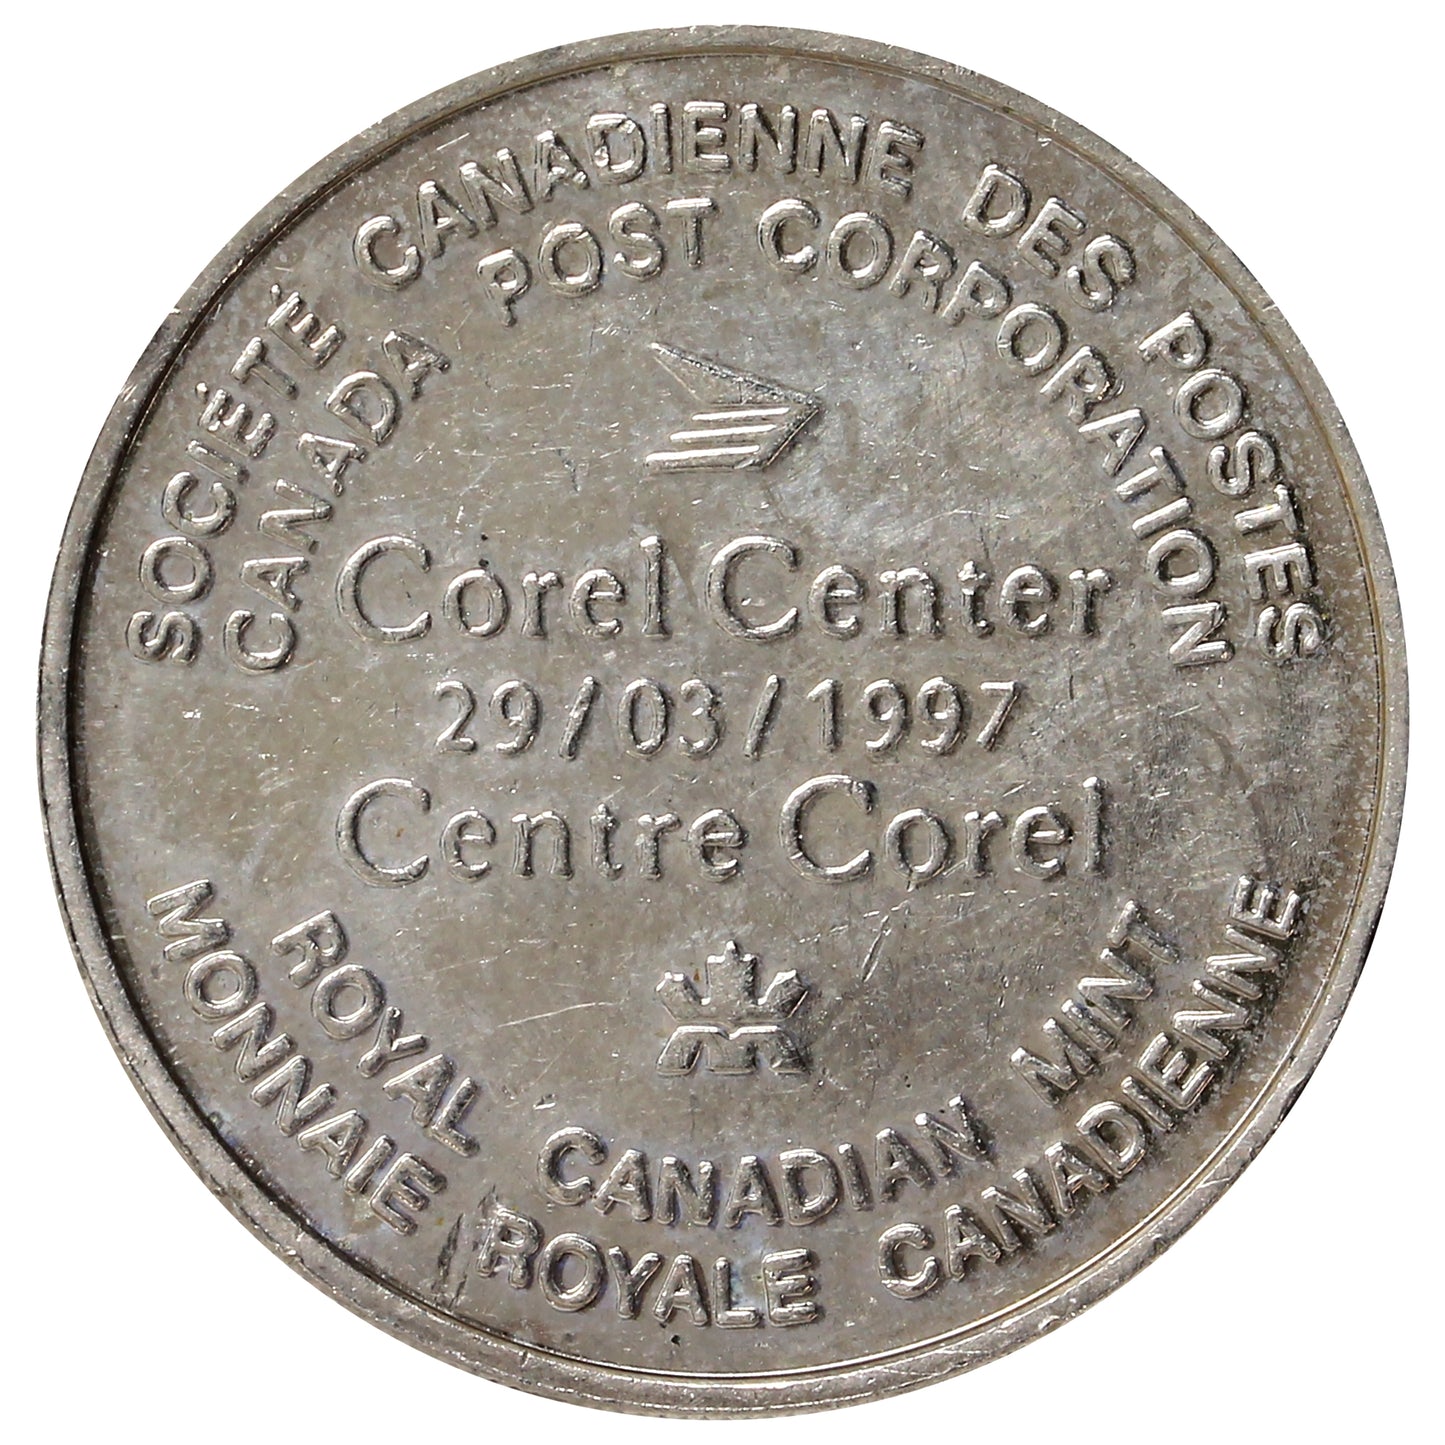 SOCIÉTÉ CANADIENNE DES POSTES
CANADA POST CORPORATION
Corel Center
29/03/1997
Centre Corel
ROYAL CANADIAN MINT
MONNAIE ROYALE CANADIENNE